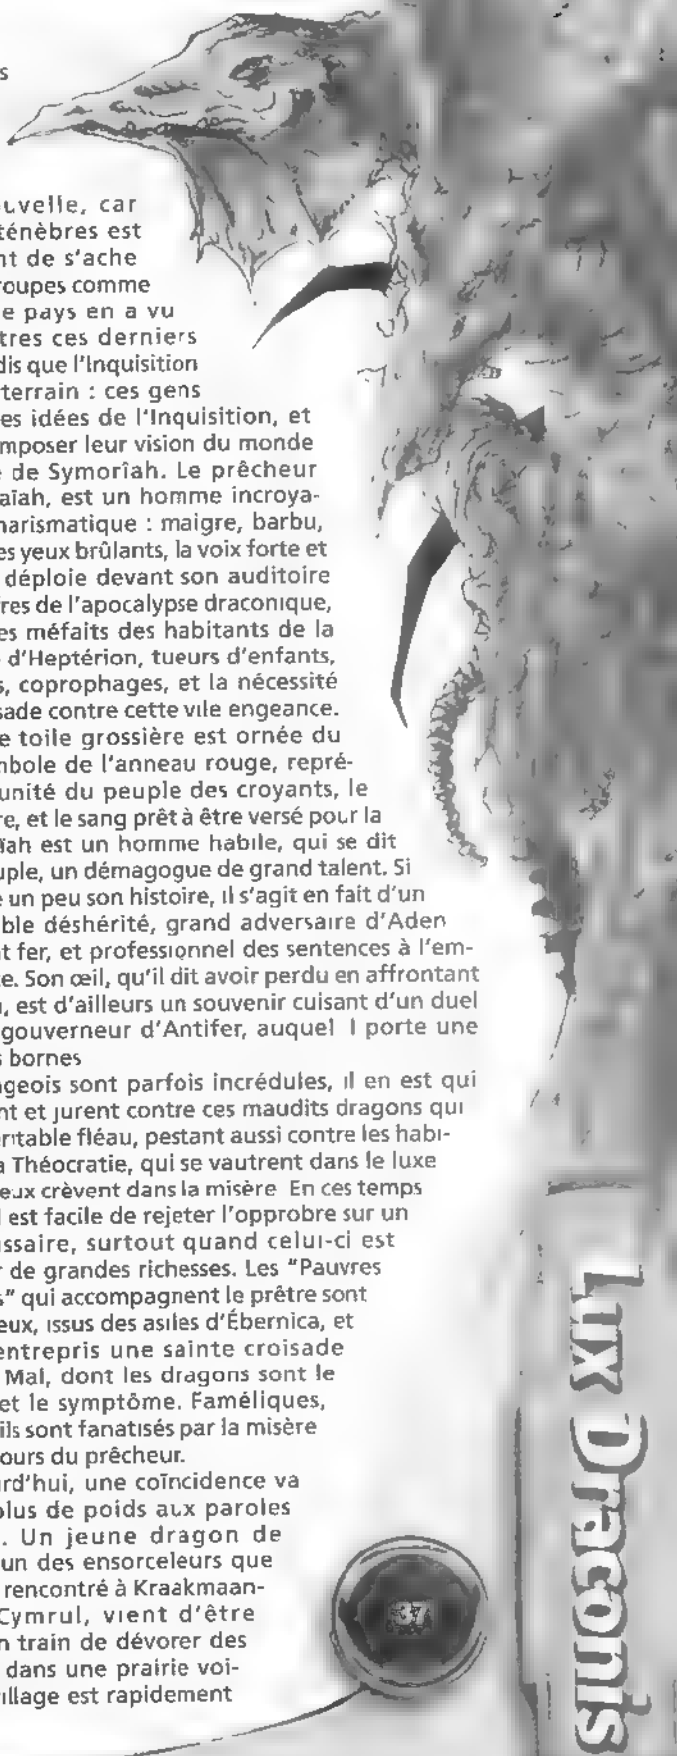 s
uvelle, car
ténèbres est
nt de s'ache
roupes comme
e pays en a vu
tres ces derniers
dis que l'Inquisition
terrain : ces gens
es idées de l'Inquisition, et
mposer leur vision du monde
de Symorîah. Le prêcheur
aïah, est un homme incroya-
harismatique : maigre, barbu,
es yeux brûlants, la voix forte et
déploie devant son auditoire
res de l'apocalypse draconique,
es méfaits des habitants de la
d'Heptérion, tueurs d'enfants,
s, coprophages, et la nécessité
sade contre cette vile engeance.
e toile grossière est ornée du
nbole de l'anneau rouge, repré-
unité du peuple des croyants, le
re, et le sang prêt à être versé pour la
ïah est un homme habile, qui se dit
uple, un démagogue de grand talent. Si
e un peu son histoire, il s'agit en fait d'un
ble déshérité, grand adversaire d'Aden
t fer, et professionnel des sentences à l'em-
e. Son œil, qu'il dit avoir perdu en affrontant
, est d'ailleurs un souvenir cuisant d'un duel
gouverneur d'Antifer, auquel I porte une
s bornes
geois sont parfois incrédules, il en est qui
nt et jurent contre ces maudits dragons qui
éritable fléau, pestant aussi contre les habi-
a Théocratie, qui se vautrent dans le luxe
eux crèvent dans la misère En ces temps
l est facile de rejeter l'opprobre sur un
issaire, surtout quand celui-ci est
r de grandes richesses. Les "Pauvres
s" qui accompagnent le prêtre sont
eux, issus des asiles d'Ébernica, et
entrepris une sainte croisade
Mal, dont les dragons sont le
et le symptôme. Faméliques,
ils sont fanatisés par la misère
ours du prêcheur.
ırd'hui, une coïncidence va
plus de poids aux paroles
. Un jeune dragon de
un des ensorceleurs que
rencontré à Kraakmaan-
Cymrul, vient d'être
n train de dévorer des
dans une prairie voi-
illage est rapidement
37
Lux Draconis